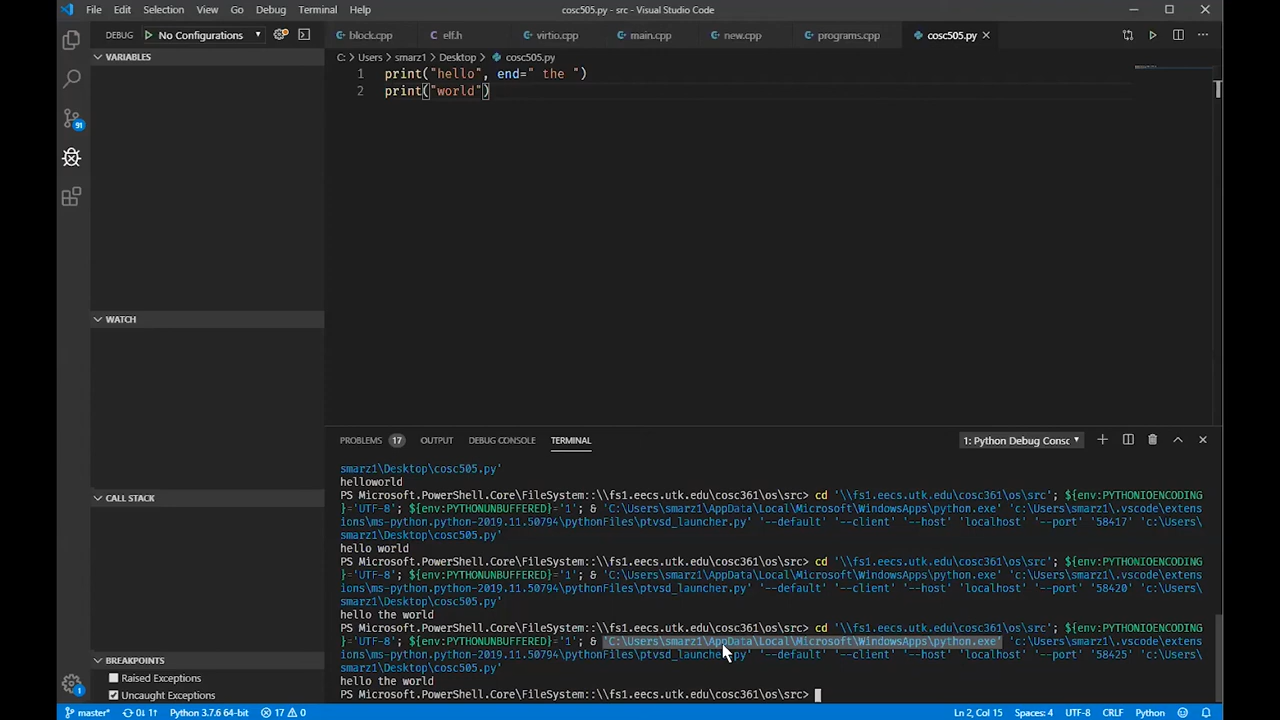 File Edit Selection View Go Debug Terminal Help
cosc505.py - src - Visual Studio Code
DEBUG No Configurations
block.cpp elf.h virtio.cpp main.cpp new.cpp programs.cpp cosc505.py
VARIABLES
C: > Users > smarz1 > Desktop > cosc505.py
1 print("hello", end=" the ")
2 print("world")
91
WATCH
CALL STACK
BREAKPOINTS
Raised Exceptions
Uncaught Exceptions
PROBLEMS 17 OUTPUT DEBUG CONSOLE TERMINAL
1: Python Debug Consc
smarz1\Desktop\cosc505.py'
helloworld
PS Microsoft.PowerShell.Core\FileSystem::\\fs1.eecs.utk.edu\cosc361\os\src> cd '\\fs1.eecs.utk.edu\cosc361\os\src'; ${env:PYTHONIOENCODING
}='UTF-8'; ${env:PYTHONUNBUFFERED}='1'; & 'C:\Users\smarz1\AppData\Local\Microsoft\WindowsApps\python.exe' 'c:\Users\smarz1\.vscode\extens
ions\ms-python.python-2019.11.50794\pythonFiles\ptvsd_launcher.py' '--default' '--client' '--host' 'localhost' '--port' '58417' 'c:\Users\
smarz1\Desktop\cosc505.py'
hello world
PS Microsoft.PowerShell.Core\FileSystem::\\fs1.eecs.utk.edu\cosc361\os\src> cd '\\fs1.eecs.utk.edu\cosc361\os\src'; ${env:PYTHONIOENCODING
}='UTF-8'; ${env:PYTHONUNBUFFERED}='1'; & 'C:\Users\smarz1\AppData\Local\Microsoft\WindowsApps\python.exe' 'c:\Users\smarz1\.vscode\extens
ions\ms-python.python-2019.11.50794\pythonFiles\ptvsd_launcher.py' '--default' '--client' '--host' 'localhost' '--port' '58420' 'c:\Users\
smarz1\Desktop\cosc505.py'
hello the world
PS Microsoft.PowerShell.Core\FileSystem::\\fs1.eecs.utk.edu\cosc361\os\src> cd '\\fs1.eecs.utk.edu\cosc361\os\src'; ${env:PYTHONIOENCODING
}='UTF-8'; ${env:PYTHONUNBUFFERED}='1'; & 'C:\Users\smarz1\AppData\Local\Microsoft\WindowsApps\python.exe' 'c:\Users\smarz1\.vscode\extens
ions\ms-python.python-2019.11.50794\pythonFiles\ptvsd_launcher.py' '--default' '--client' '--host' 'localhost' '--port' '58425' 'c:\Users\
smarz1\Desktop\cosc505.py'
hello the world
PS Microsoft.PowerShell.Core\FileSystem::\\fs1.eecs.utk.edu\cosc361\os\src>
1
master* 0↓ 1↑ Python 3.7.6 64-bit 17 0 Ln 2, Col 15 Spaces: 4 UTF-8 CRLF Python